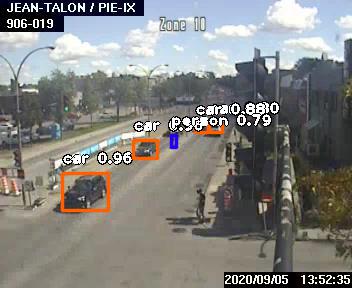 JEAN-TALON / PIE-IX
906-019
Zone 10
car 0.88
person 0.79
car 0.96
car 0.96
2020/09/05 13:52:35